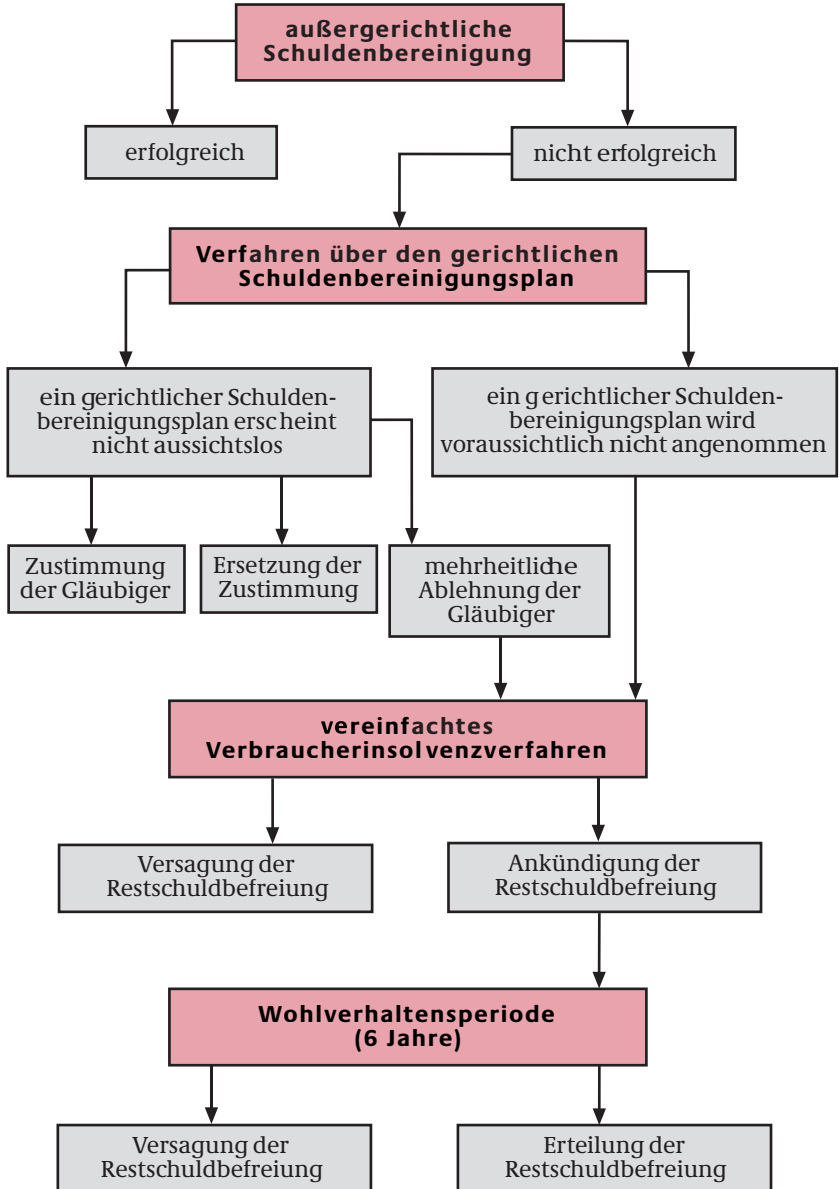 außergerichtliche
Schuldenbereinigung
erfolgreich
nicht erfolgreich
Verfahren über den gerichtlichen
Schuldenbereinigungsplan
ein gerichtlicher Schulden-
bereinigungsplan erscheint
nicht aussichtslos
ein gerichtlicher Schulden-
bereinigungsplan wird
voraussichtlich nicht angenommen
Zustimmung
der Gläubiger
Ersetzung der
Zustimmung
mehrheitliche
Ablehnung der
Gläubiger
vereinfachtes
Verbraucherinsolvenzverfahren
Versagung der
Restschuldbefreiung
Ankündigung der
Restschuldbefreiung
Wohlverhaltensperiode
(6 Jahre)
Versagung der
Restschuldbefreiung
Erteilung der
Restschuldbefreiung